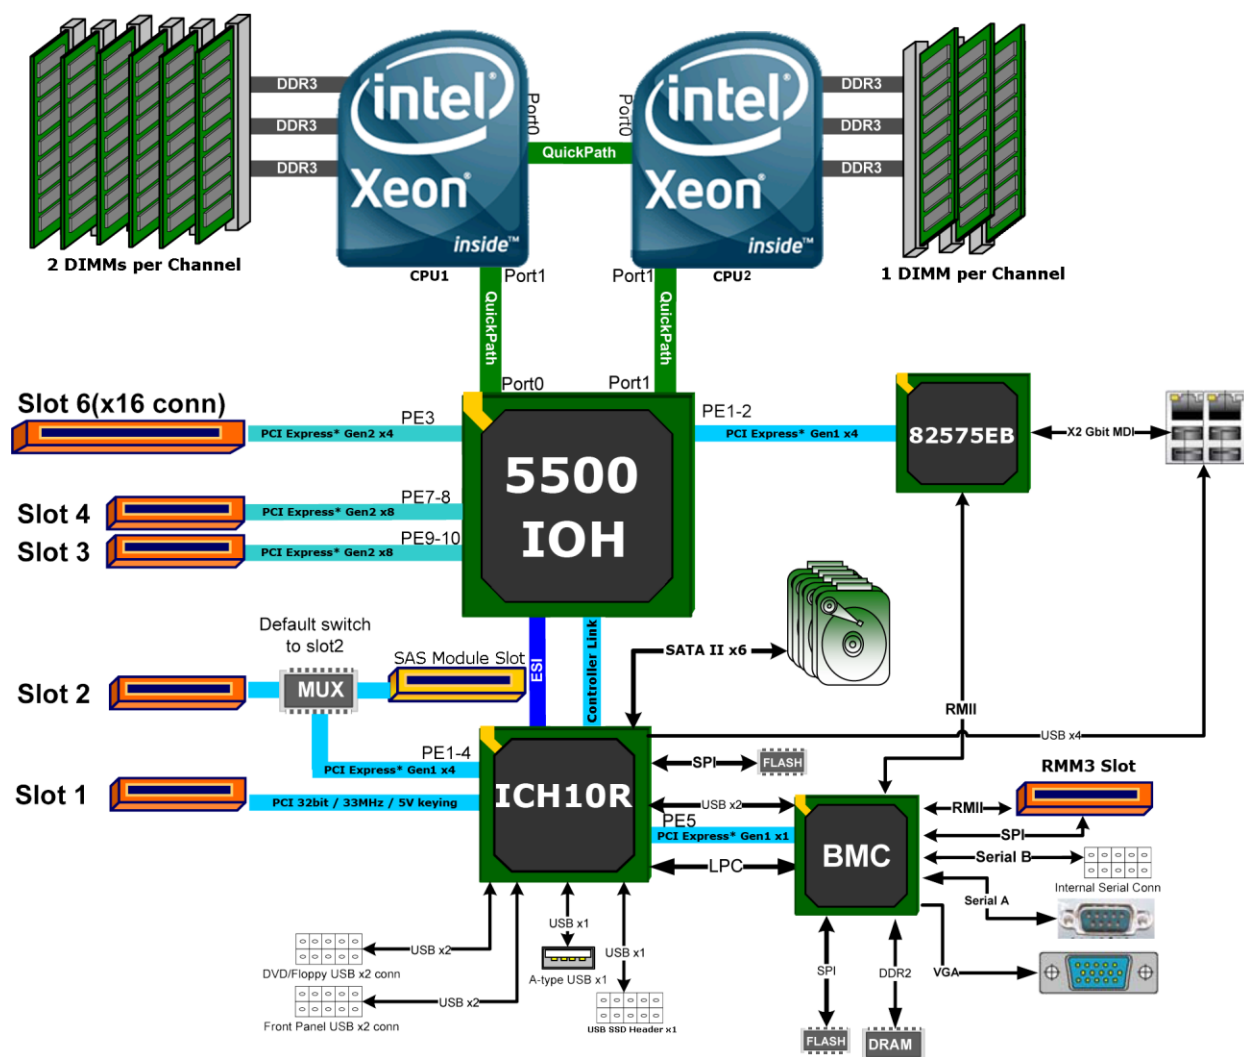 DDR3
DDR3
DDR3
intel®
Xeon®
inside™
CPU1
Port0
QuickPath
Port0
intel®
Xeon®
inside™
CPU2
DDR3
DDR3
DDR3
2 DIMMs per Channel
1 DIMM per Channel
Port1
QuickPath
Port1
QuickPath
Port0
Port1
Slot 6(x16 conn)
PE3
PCI Express* Gen2 x4
5500
IOH
PE1-2
PCI Express* Gen1 x4
82575EB
X2 Gbit MDI
Slot 4
PE7-8
PCI Express* Gen2 x8
Slot 3
PE9-10
PCI Express* Gen2 x8
Default switch
to slot2
SAS Module Slot
ESI
Controller Link
SATA II x6
Slot 2
MUX
RMII
USB x4
PE1-4
PCI Express* Gen1 x4
ICH10R
SPI
FLASH
Slot 1
PCI 32bit / 33MHz / 5V keying
USB x2
PE5
PCI Express* Gen1 x1
LPC
BMC
RMM3 Slot
RMII
SPI
Serial B
Internal Serial Conn
Serial A
VGA
USB x2
DVD/Floppy USB x2 conn
USB x2
Front Panel USB x2 conn
USB x1
A-type USB x1
USB x1
USB SSD Header x1
SPI
FLASH
DDR2
DRAM